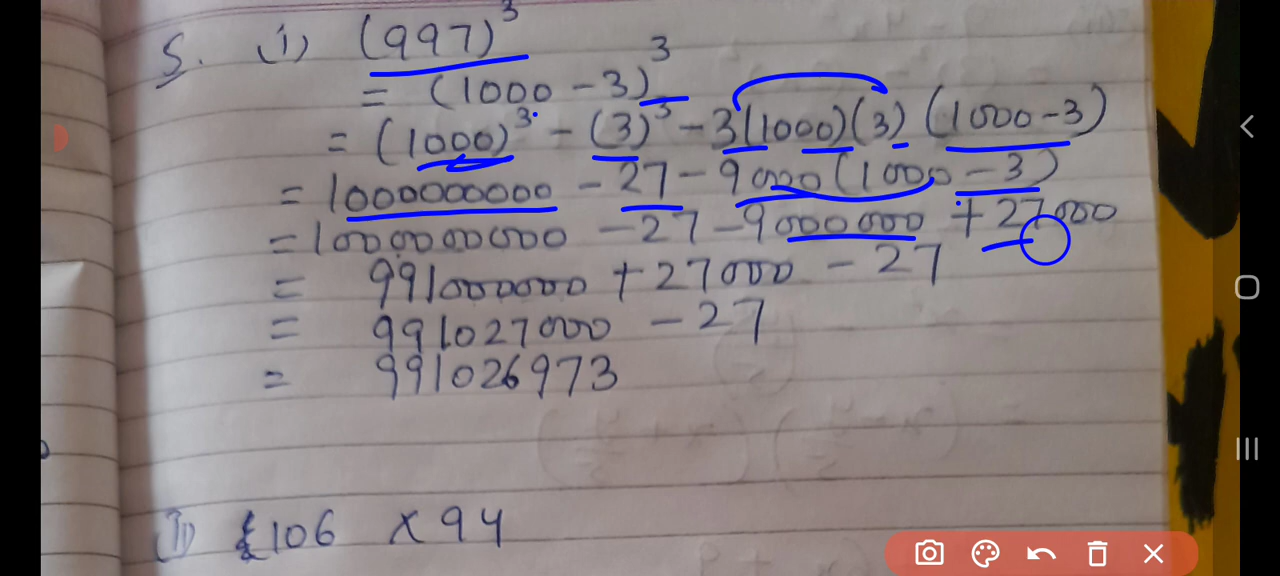 5. (i) (997)³
= (1000 - 3)³
= (1000)³ - (3)³ - 3(1000)(3) (1000-3)
= 1000000000 - 27 - 9000(1000 - 3)
= 1000000000 - 27 - 9000000 + 27000
= 991000000 + 27000 - 27
= 991027000 - 27
= 991026973
(ii) 106 × 94